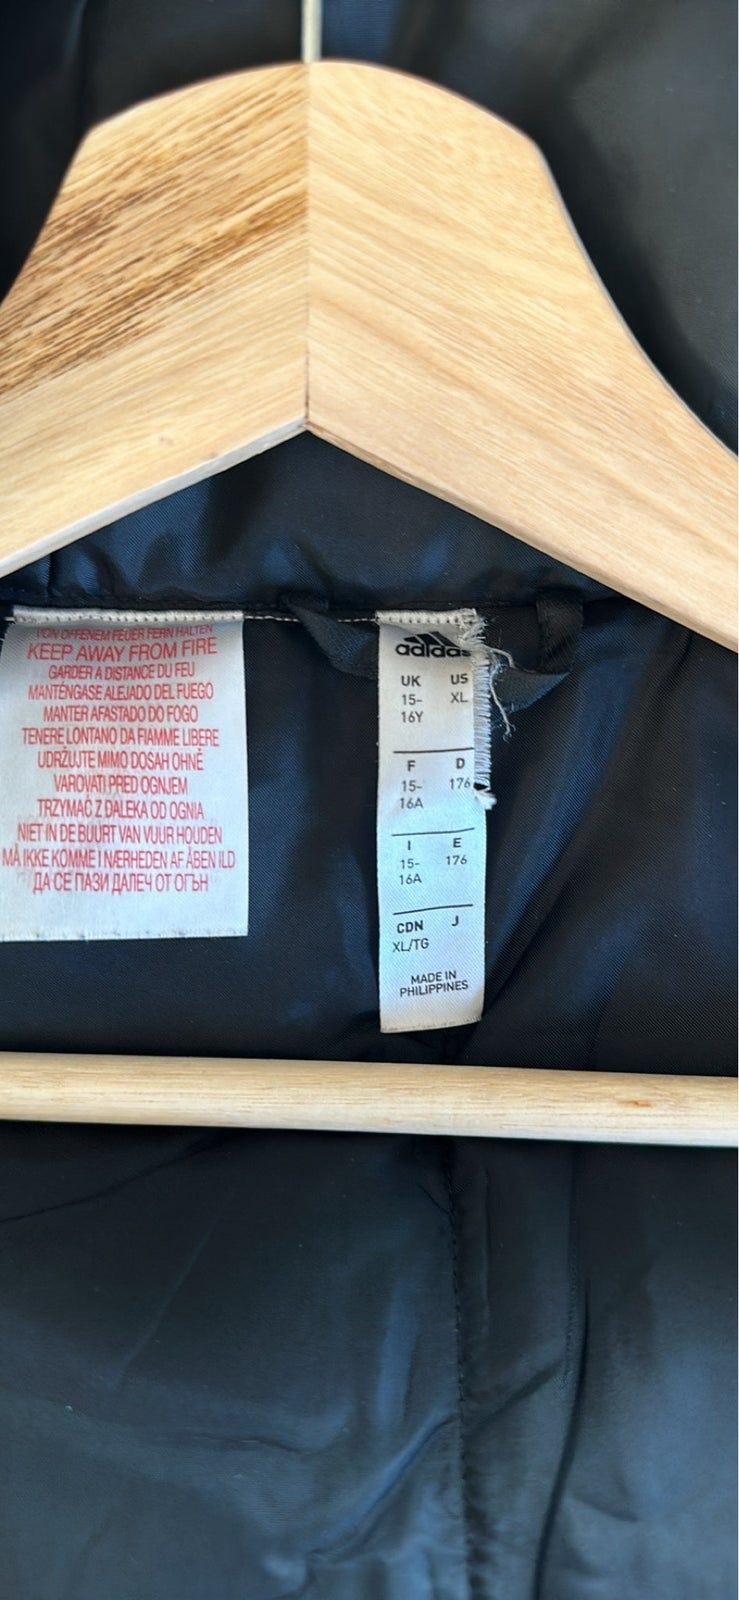 VON OFFENEM FEUER FERN HALTEN
KEEP AWAY FROM FIRE
GARDER A DISTANCE DU FEU
MANTÉNGASE ALEJADO DEL FUEGO
MANTER AFASTADO DO FOGO
TENERE LONTANO DA FIAMME LIBERE
UDRŽUJTE MIMO DOSAH OHNĚ
VAROVATI PRED OGNJEM
TRZYMAĆ Z DALEKA OD OGNIA
NIET IN DE BUURT VAN VUUR HOUDEN
MÅ IKKE KOMME I NÆRHEDEN AF ÅBEN ILD
ДА СЕ ПАЗИ ДАЛЕЧ ОТ ОГЪН
adidas
UK US
15- XL
16Y
F D
15- 176
16A
I E
15- 176
16A
CDN J
XL/TG
MADE IN
PHILIPPINES